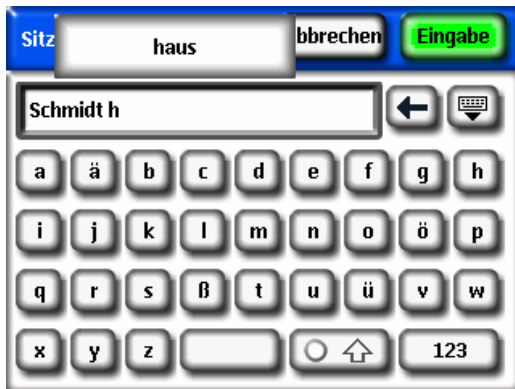 Sitz
haus
bbrechen
Eingabe
Schmidt h
a ä b c d e f g h
i j k l m n o ö p
q r s ß t u ü v w
x y z 123